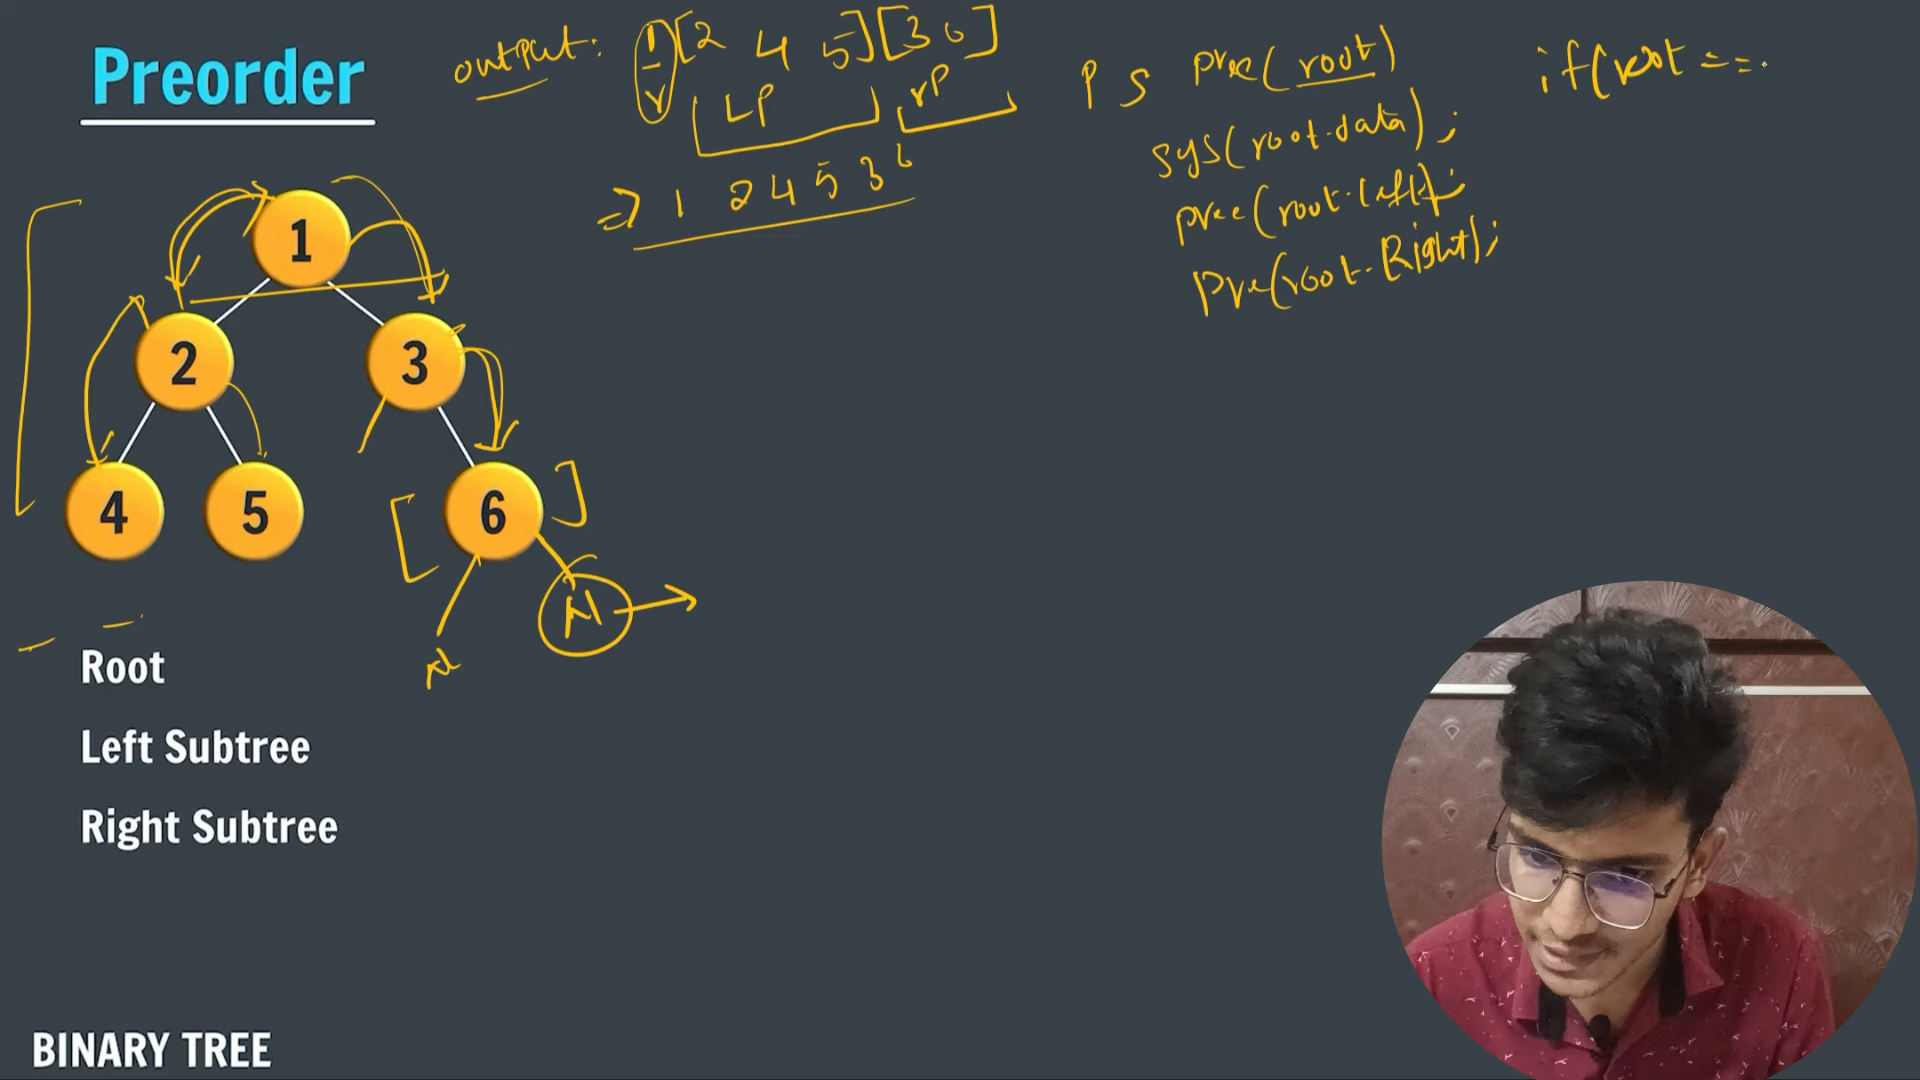 Preorder
output: 1 [2 4 5] [3 6]
r LP rP
=> 1 2 4 5 3 6
P S pre(root)
sys(root.data);
pre(root.left);
pre(root.Right);
if(root ==
1
2 3
4 5 6
N N
Root
Left Subtree
Right Subtree
BINARY TREE